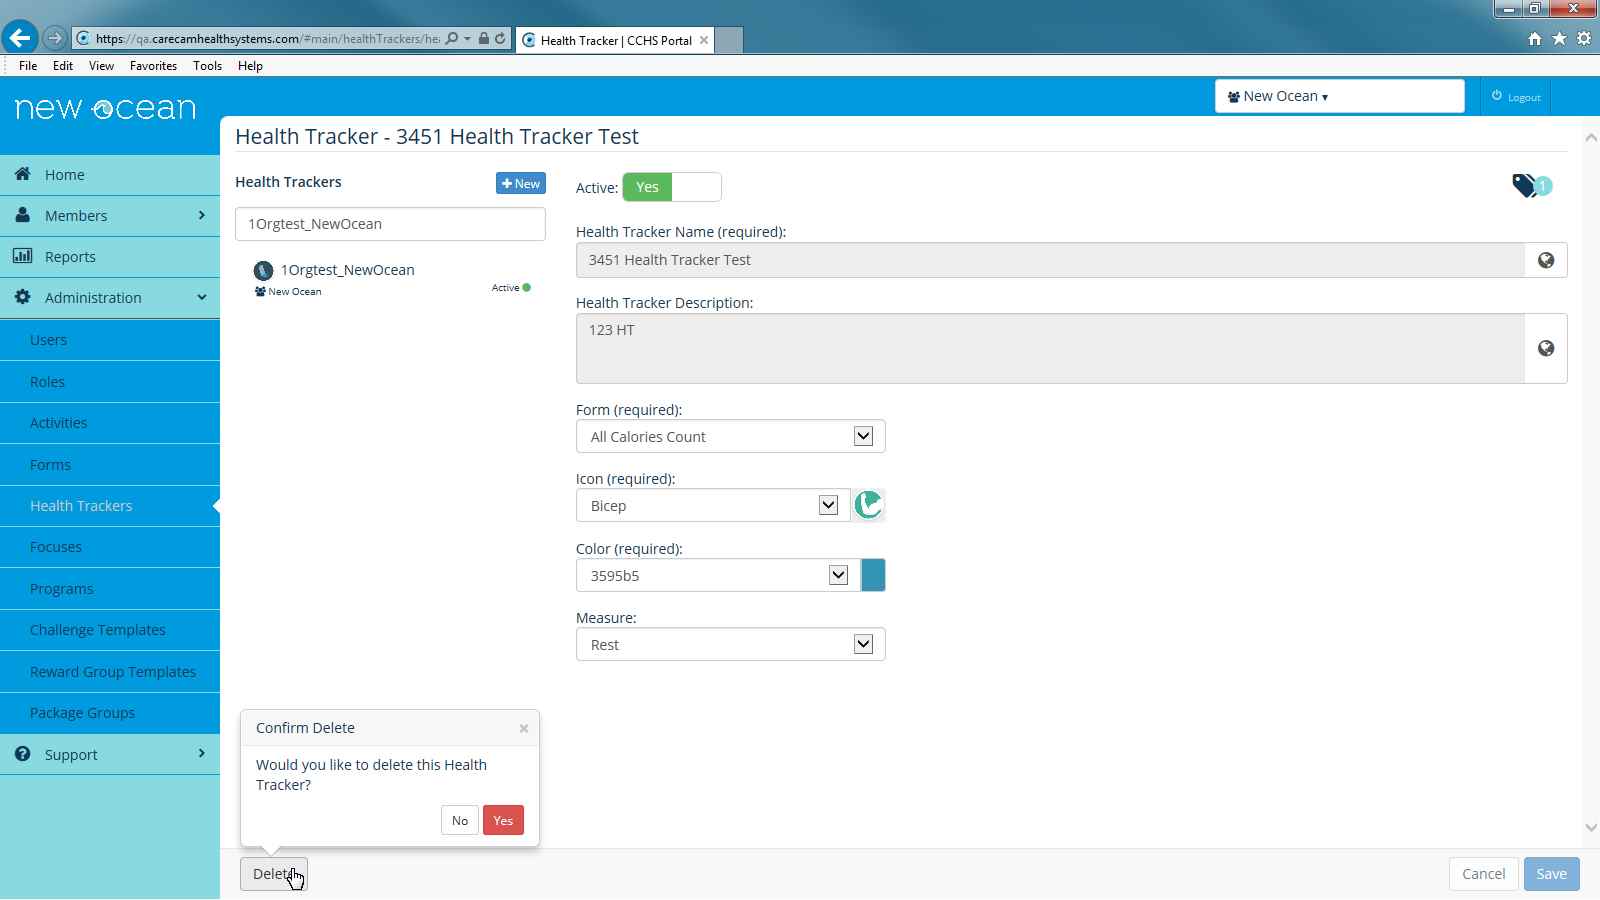 https://qa.carecamhealthsystems.com/#main/healthTrackers/he
Health Tracker | CCHS Portal
File Edit View Favorites Tools Help
new ocean
New Ocean
Logout
Health Tracker - 3451 Health Tracker Test
Home
Members
Reports
Administration
Users
Roles
Activities
Forms
Health Trackers
Focuses
Programs
Challenge Templates
Reward Group Templates
Package Groups
Support
Health Trackers
New
1Orgtest_NewOcean
1Orgtest_NewOcean
New Ocean
Active
Active: Yes
1
Health Tracker Name (required):
3451 Health Tracker Test
Health Tracker Description:
123 HT
Form (required):
All Calories Count
Icon (required):
Bicep
Color (required):
3595b5
Measure:
Rest
Confirm Delete
Would you like to delete this Health
Tracker?
No Yes
Delete
Cancel Save